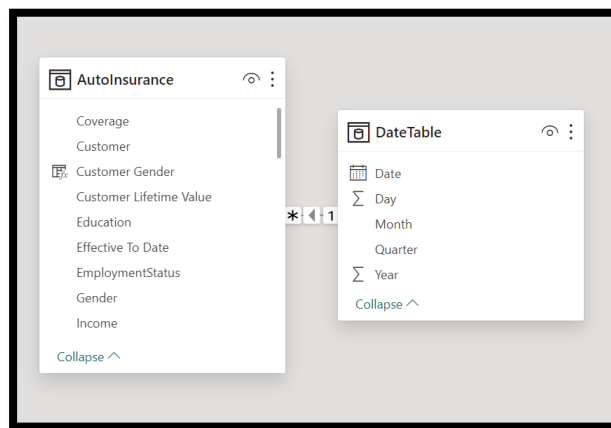 AutoInsurance
Coverage
Customer
Customer Gender
Customer Lifetime Value
Education
Effective To Date
EmploymentStatus
Gender
Income
Collapse
* 1
DateTable
Date
Day
Month
Quarter
Year
Collapse